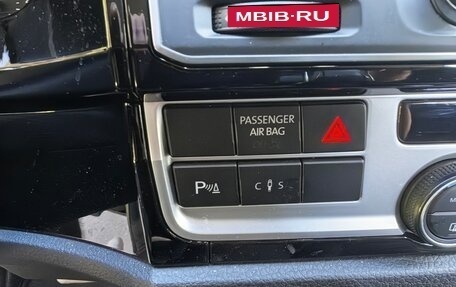 MBIB-RU
PASSENGER
AIR BAG
P
C S
M